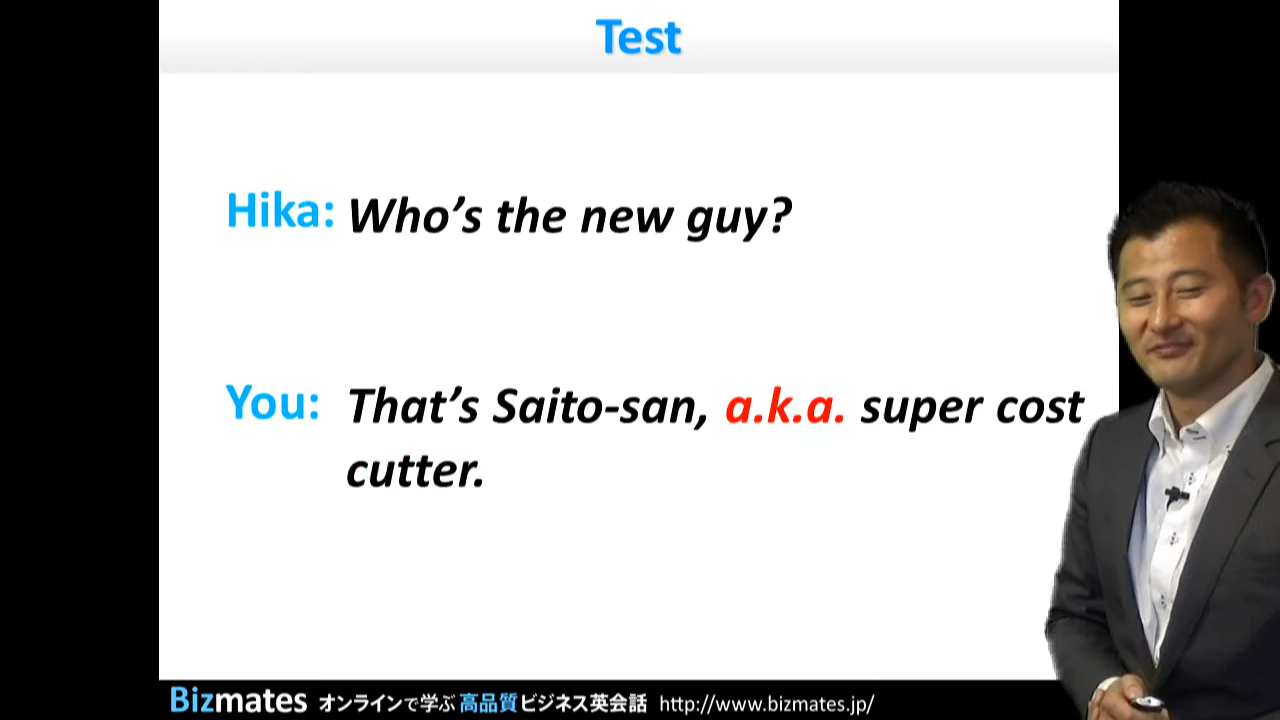 Test
Hika: Who's the new guy?
You: That's Saito-san, a.k.a. super cost
cutter.
Bizmates オンラインで学ぶ高品質ビジネス英会話 http://www.bizmates.jp/